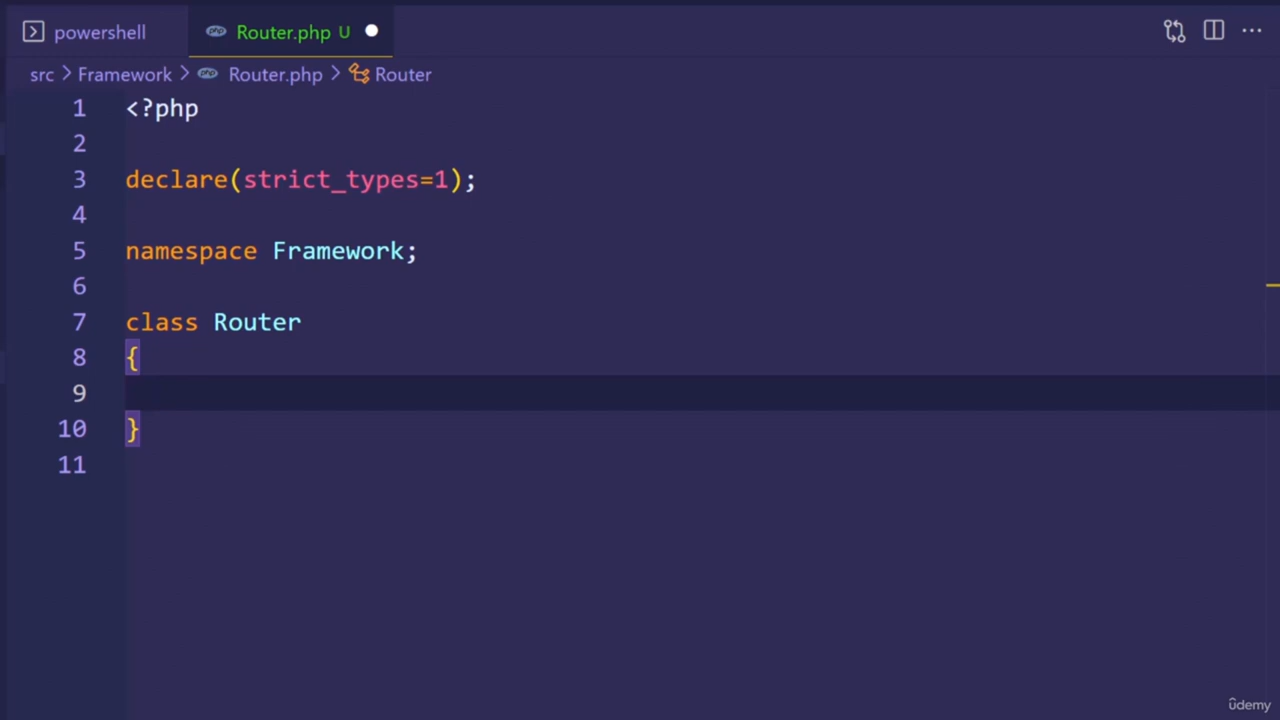 powershell
Router.php U
src > Framework > Router.php > Router
1 <?php
2
3 declare(strict_types=1);
4
5 namespace Framework;
6
7 class Router
8 {
9
10 }
11
ûdemy